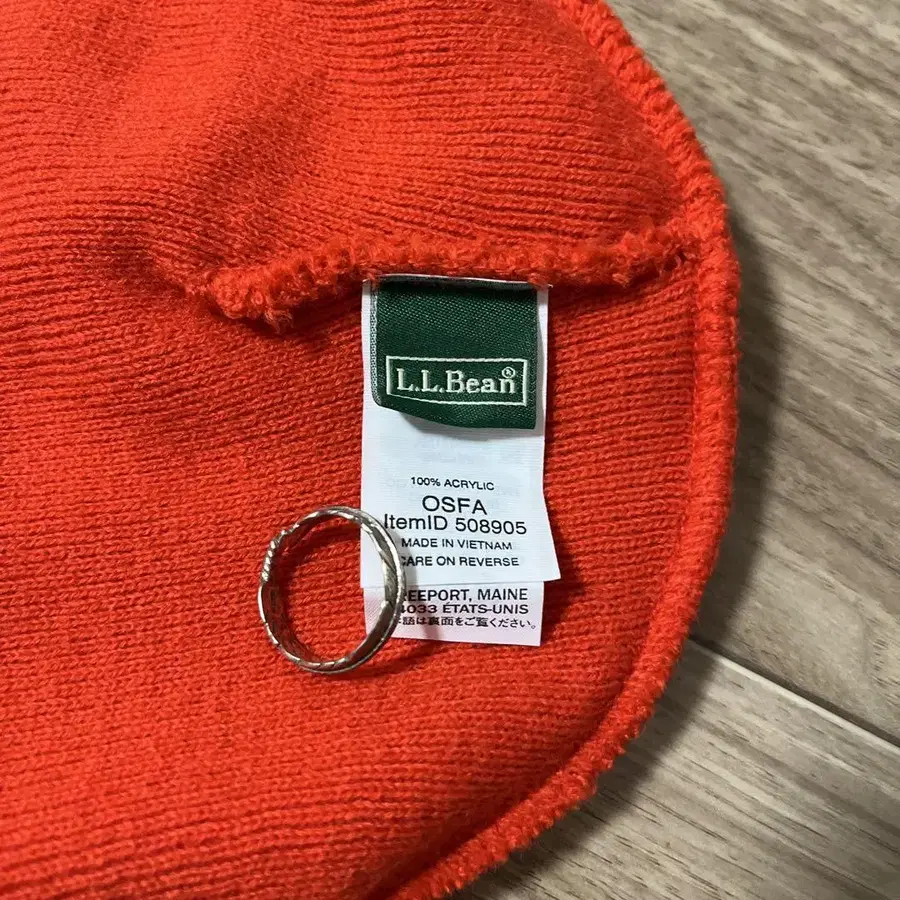 L.L.Bean®
100% ACRYLIC
OSFA
ItemID 508905
MADE IN VIETNAM
CARE ON REVERSE
REEPORT, MAINE
4033 ÉTATS-UNIS
語は裏面をご覧ください。